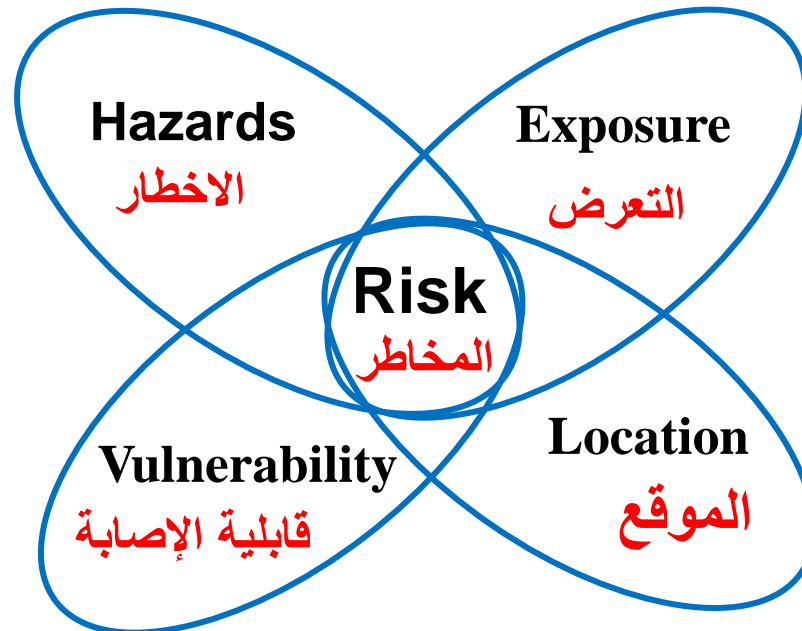 Hazards
الاخطار
Exposure
التعرض
Risk
المخاطر
Vulnerability
قابلية الإصابة
Location
الموقع